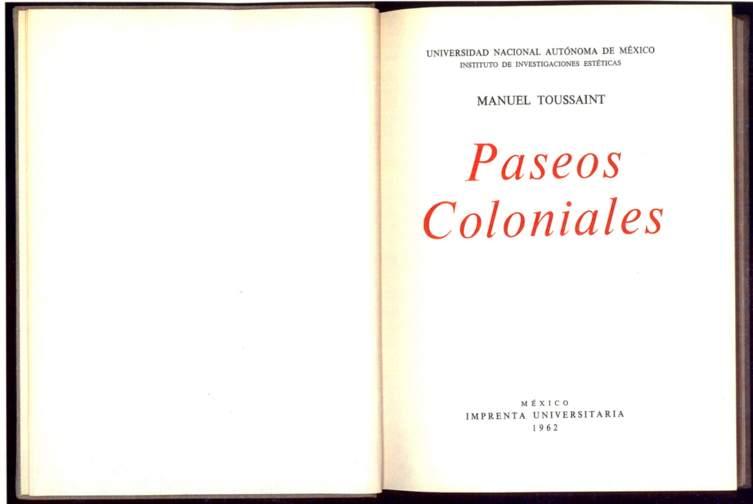 UNIVERSIDAD NACIONAL AUTÓNOMA DE MÉXICO
INSTITUTO DE INVESTIGACIONES ESTÉTICAS
MANUEL TOUSSAINT
Paseos
Coloniales
MÉXICO
IMPRENTA UNIVERSITARIA
1962